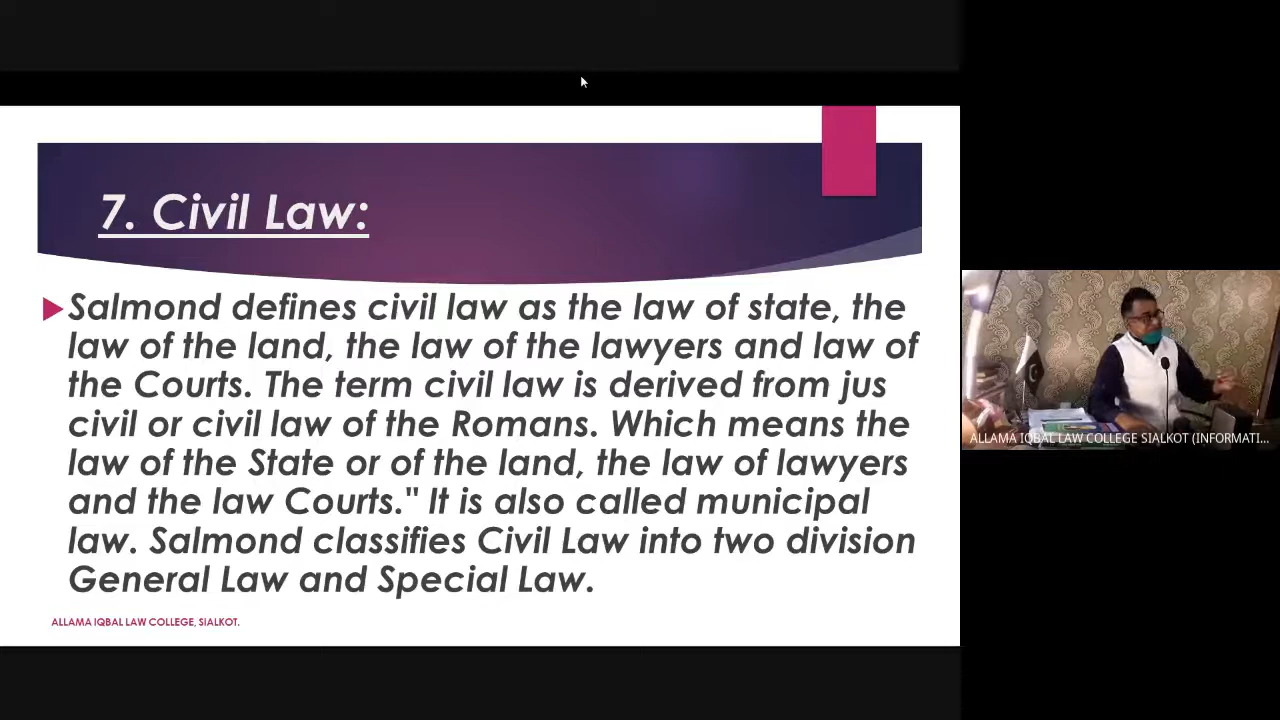 7. Civil Law:
Salmond defines civil law as the law of state, the
law of the land, the law of the lawyers and law of
the Courts. The term civil law is derived from jus
civil or civil law of the Romans. Which means the
law of the State or of the land, the law of lawyers
and the law Courts." It is also called municipal
law. Salmond classifies Civil Law into two division
General Law and Special Law.
ALLAMA IQBAL LAW COLLEGE, SIALKOT.
ALLAMA IQBAL LAW COLLEGE SIALKOT (INFORMATI...